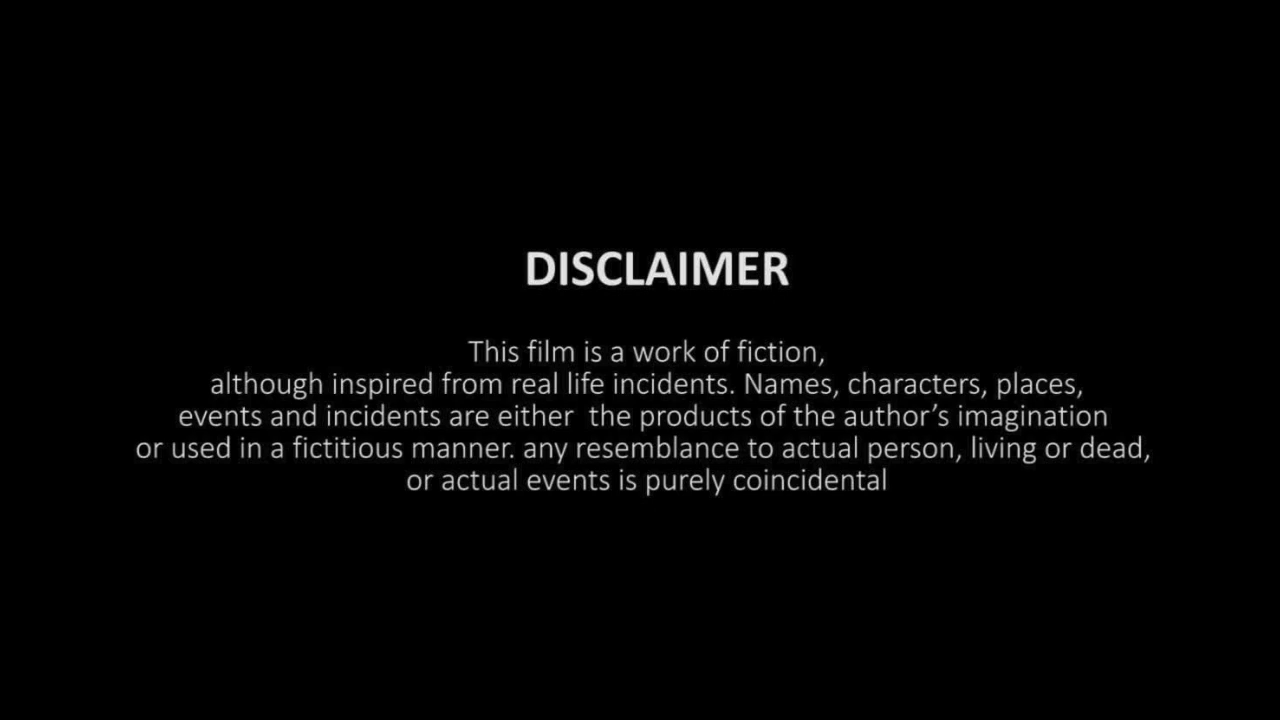 DISCLAIMER
This film is a work of fiction,
although inspired from real life incidents. Names, characters, places,
events and incidents are either  the products of the author’s imagination
or used in a fictitious manner. any resemblance to actual person, living or dead,
or actual events is purely coincidental